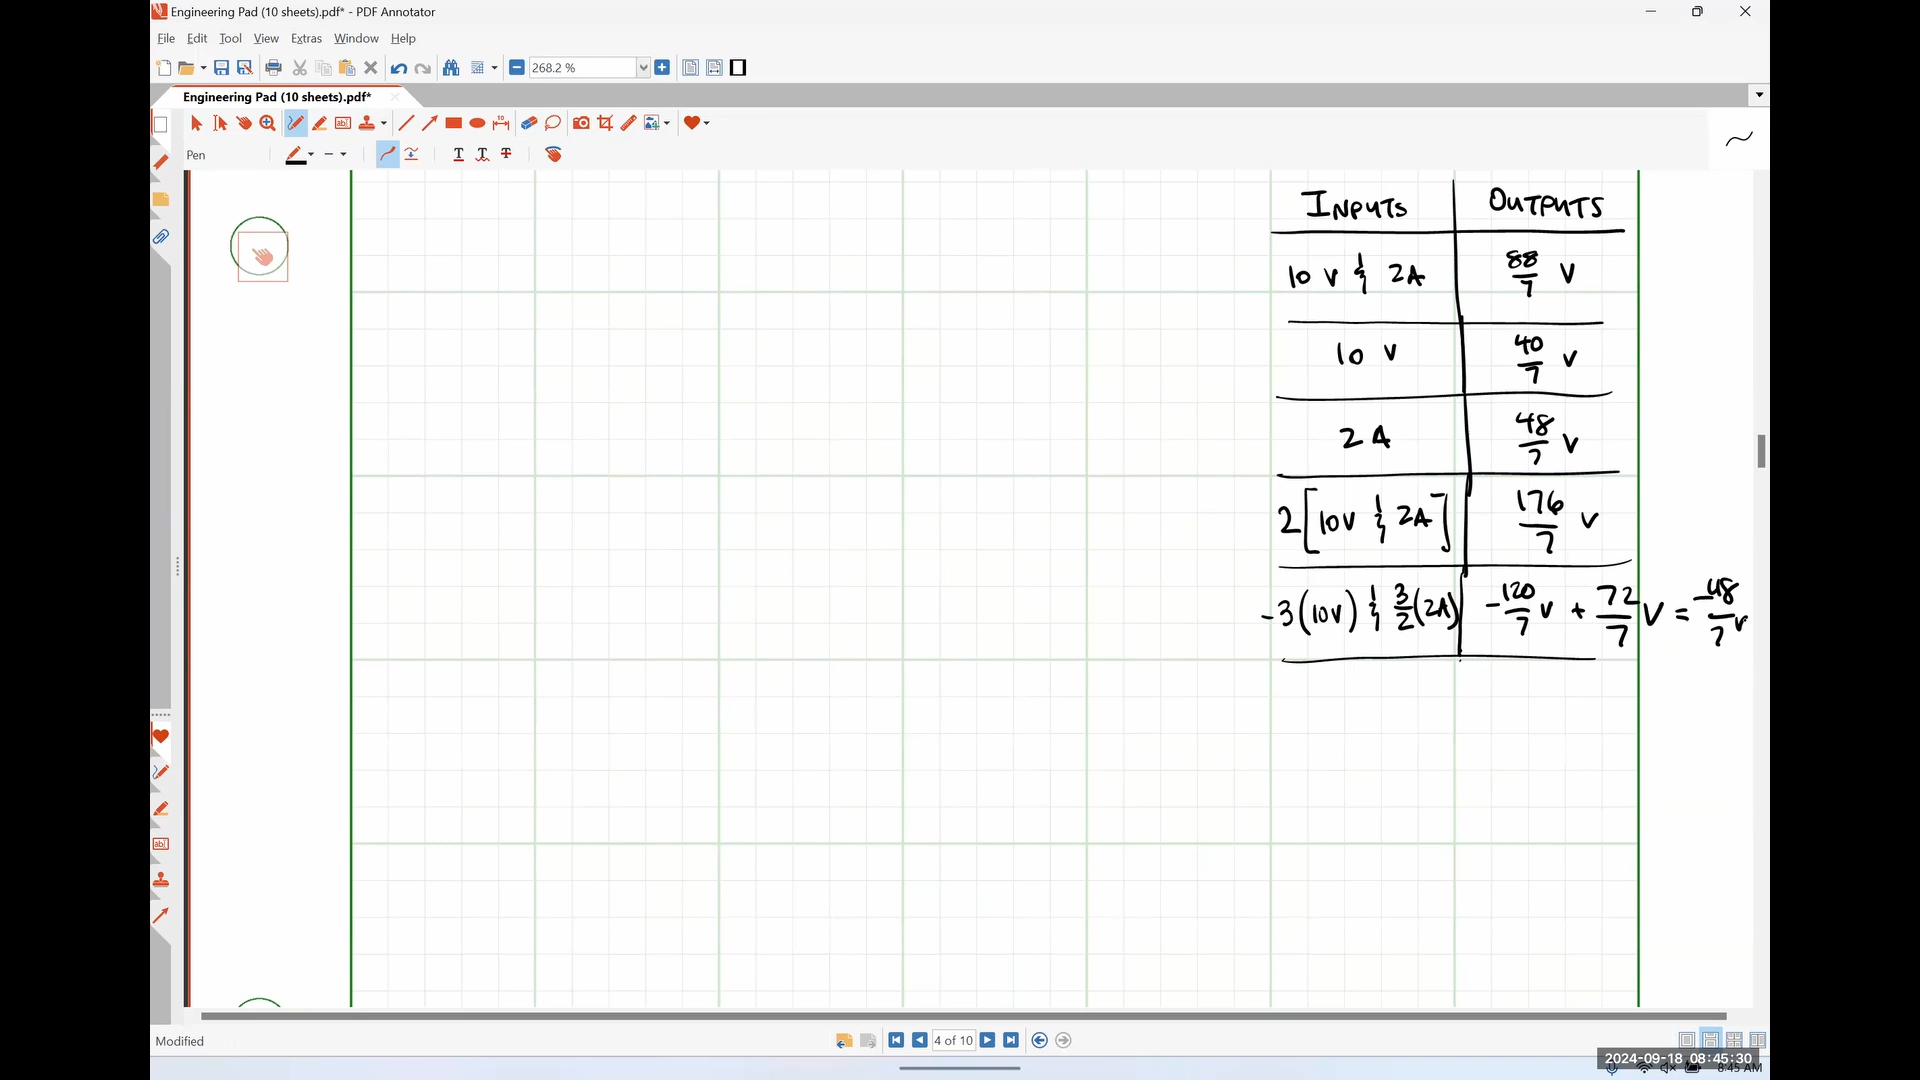 Engineering Pad (10 sheets).pdf* - PDF Annotator
File Edit Tool View Extras Window Help
268.2 %
Engineering Pad (10 sheets).pdf*
Pen
INPUTS OUTPUTS
10 V & 2A 88/7 V
10 V 40/7 V
2 A 48/7 V
2[10V & 2A] 176/7 V
-3(10V) & 3/2(2A) -120/7 V + 72/7 V = -48/7 V
4 of 10
Modified
2024-09-18 08:45:30
8:45 AM